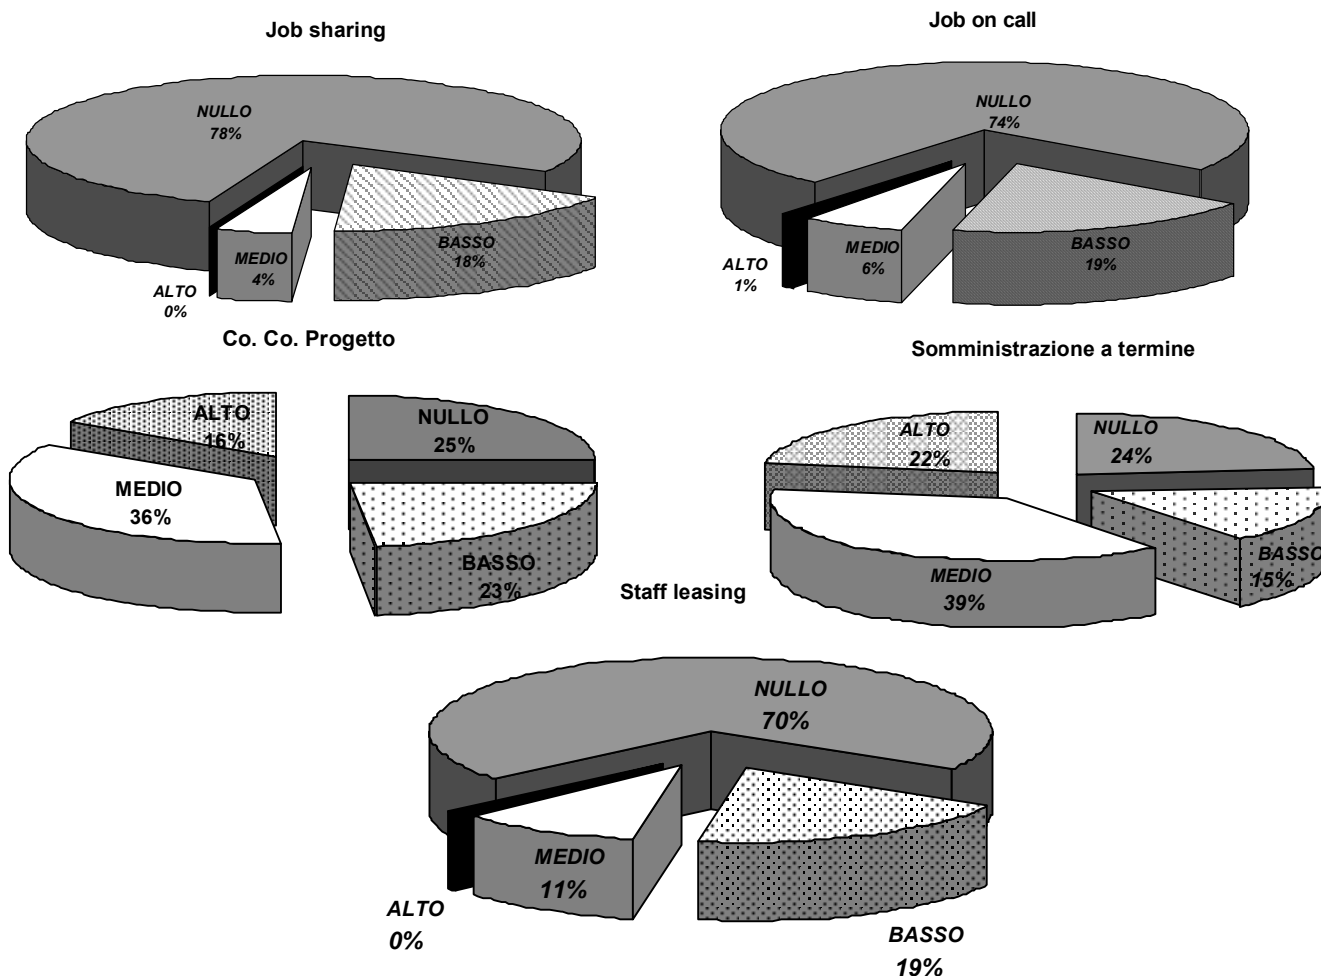 Job sharing
NULLO
78%
BASSO
18%
MEDIO
4%
ALTO
0%
Job on call
NULLO
74%
BASSO
19%
MEDIO
6%
ALTO
1%
Co. Co. Progetto
ALTO
16%
NULLO
25%
MEDIO
36%
BASSO
23%
Somministrazione a termine
ALTO
22%
NULLO
24%
MEDIO
39%
BASSO
15%
Staff leasing
NULLO
70%
MEDIO
11%
ALTO
0%
BASSO
19%